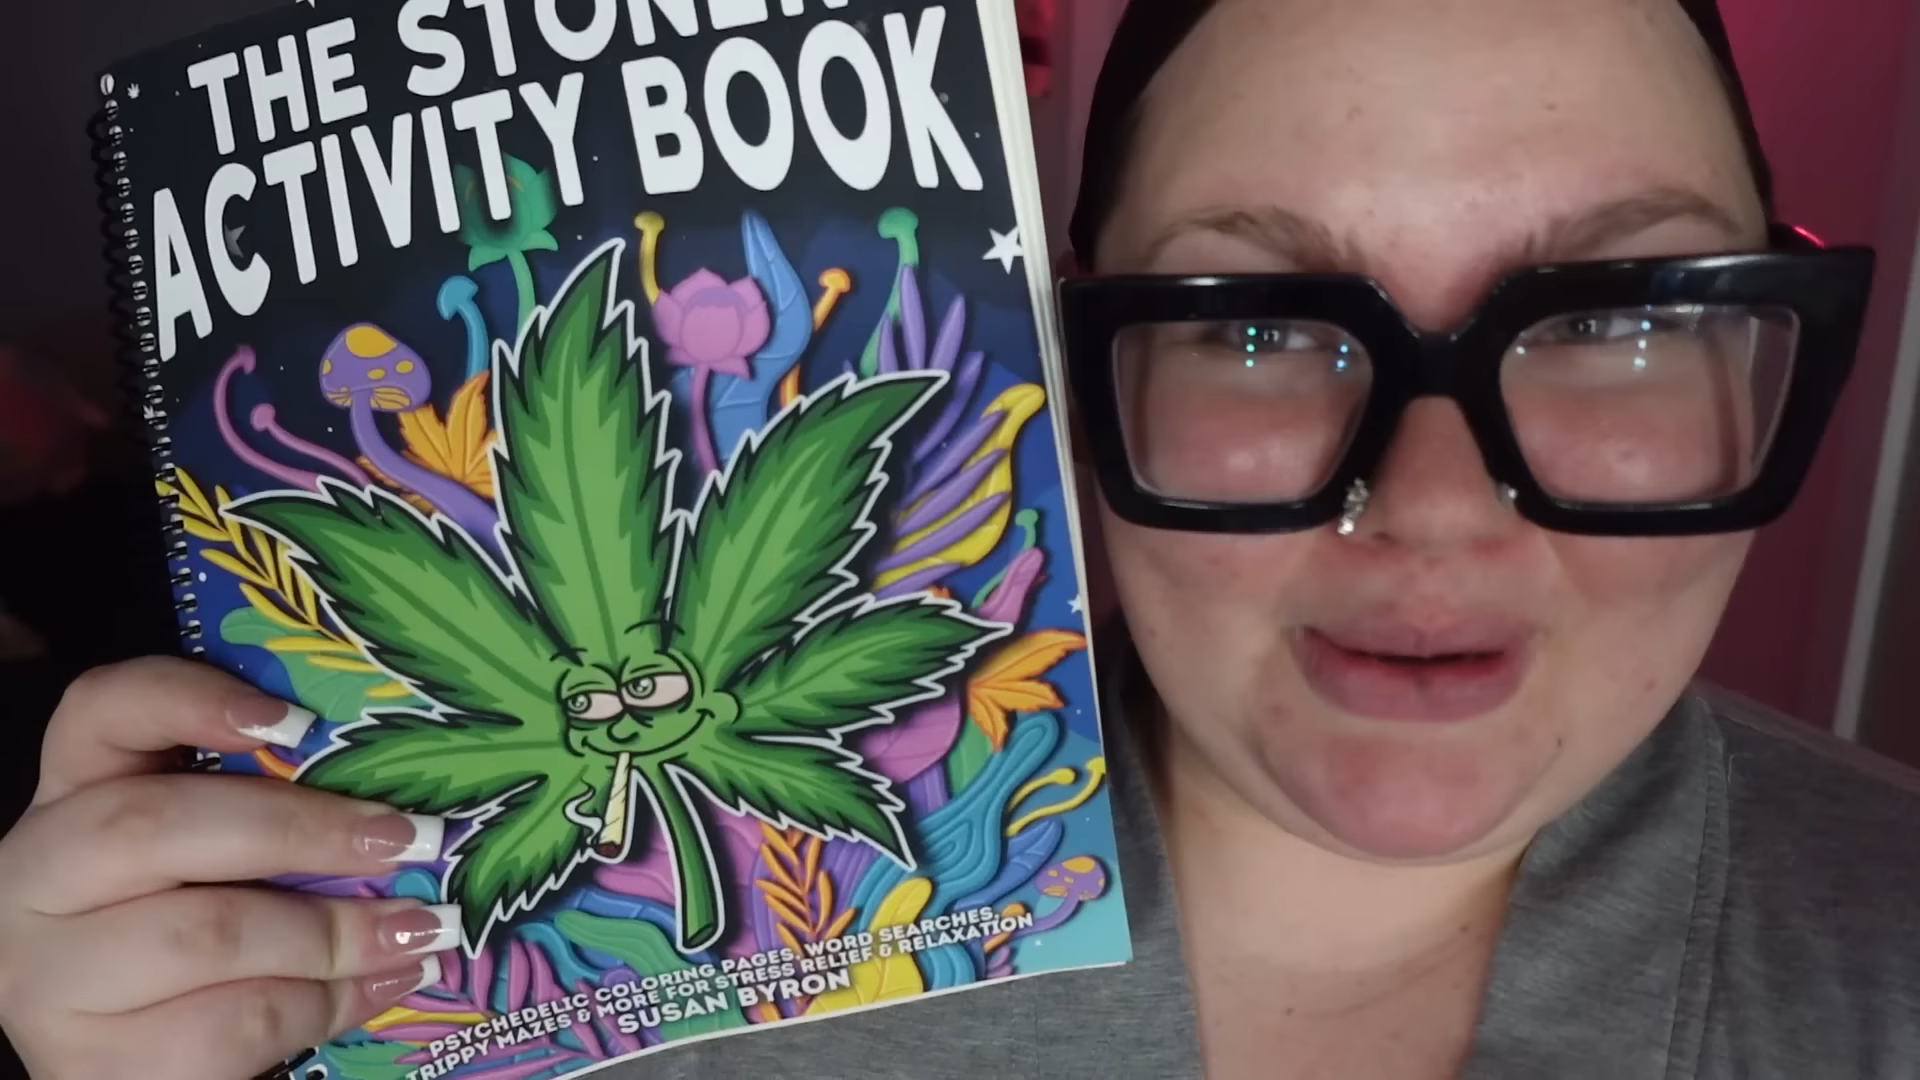 THE STONER
ACTIVITY BOOK
PSYCHEDELIC COLORING PAGES, WORD SEARCHES,
TRIPPY MAZES & MORE FOR STRESS RELIEF & RELAXATION
SUSAN BYRON